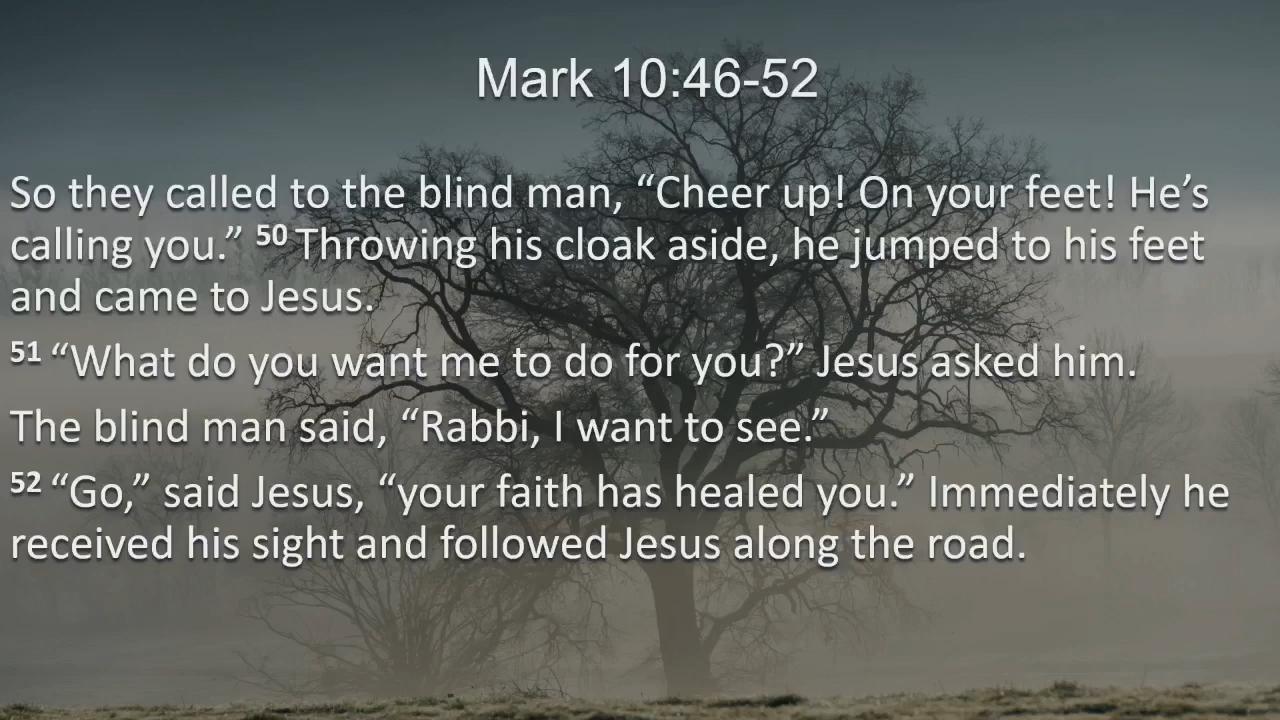 Mark 10:46-52
So they called to the blind man, “Cheer up! On your feet! He’s
calling you.” 50 Throwing his cloak aside, he jumped to his feet
and came to Jesus.
51 “What do you want me to do for you?” Jesus asked him.
The blind man said, “Rabbi, I want to see.”
52 “Go,” said Jesus, “your faith has healed you.” Immediately he
received his sight and followed Jesus along the road.